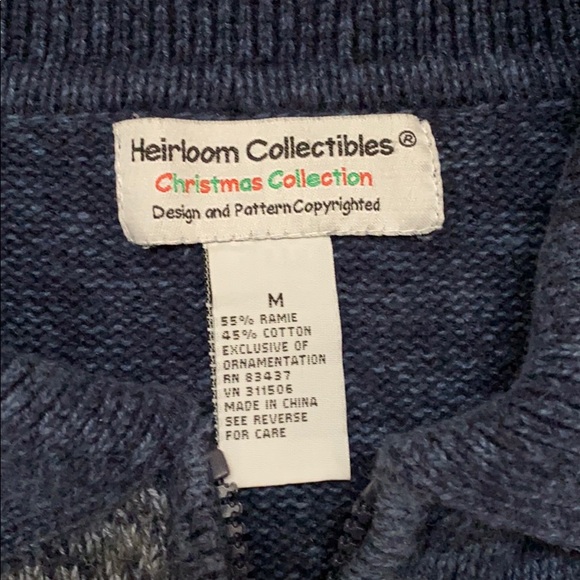 Heirloom Collectibles®
Christmas Collection
Design and Pattern Copyrighted
M
55% RAMIE
45% COTTON
EXCLUSIVE OF
ORNAMENTATION
RN 83437
VN 311506
MADE IN CHINA
SEE REVERSE
FOR CARE